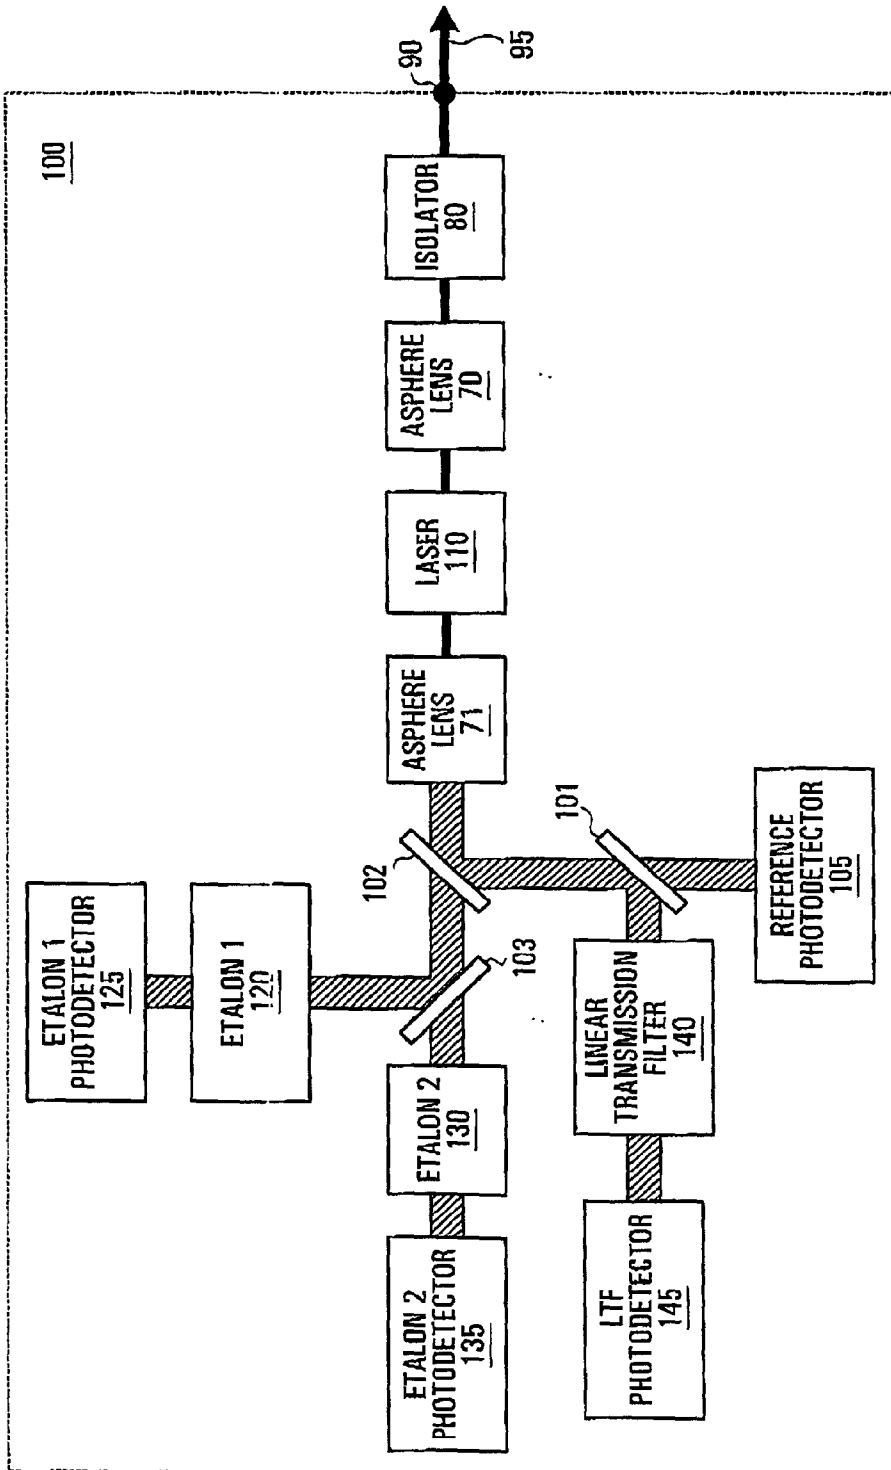 100
90
95
ISOLATOR
80
ASPHERE
LENS
70
LASER
110
ASPHERE
LENS
71
102
101
103
REFERENCE
PHOTODETECTOR
105
ETALON 1
PHOTODETECTOR
125
ETALON 1
120
ETALON 2
130
ETALON 2
PHOTODETECTOR
135
LINEAR
TRANSMISSION
FILTER
140
LTF
PHOTODETECTOR
145